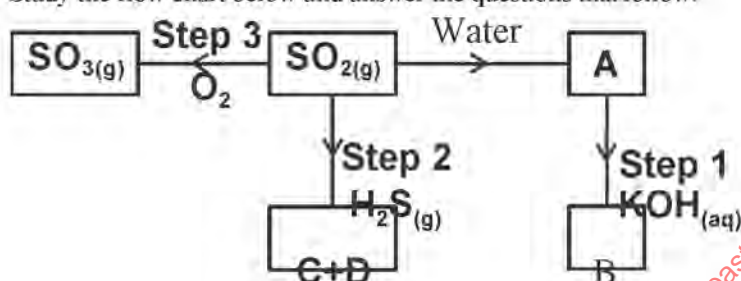 Study the flow chart below and answer the questions that follow.
SO₃(g) Step 3 O₂ SO₂(g) Water A
Step 2 H₂S(g) Step 1 KOH(aq)
C+D B